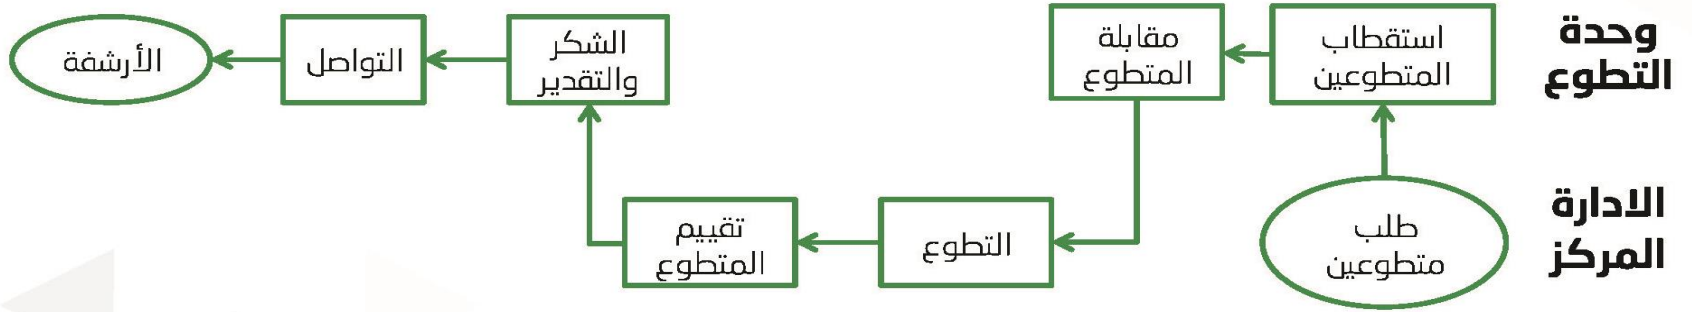 وحدة
التطوع
استقطاب
المتطوعين
مقابلة
المتطوع
الشكر
والتقدير
التواصل
الأرشفة
الادارة
المركز
طلب
متطوعين
التطوع
تقييم
المتطوع